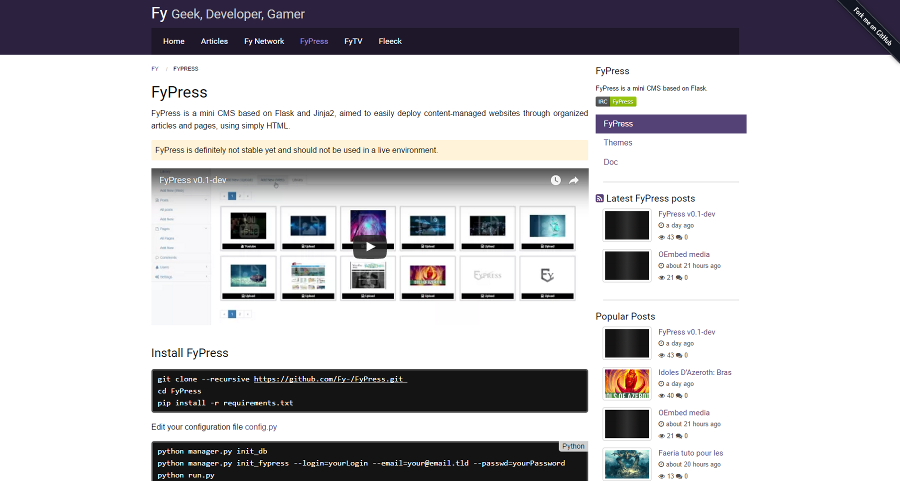 Fy Geek, Developer, Gamer
Fork me on GitHub
Home Articles Fy Network FyPress FyTV Fleeck
FY / FYPRESS
FyPress
FyPress is a mini CMS based on Flask and Jinja2, aimed to easily deploy content-managed websites through organized
articles and pages, using simply HTML.
FyPress is definitely not stable yet and should not be used in a live environment.
FyPress v0.1-dev
Install FyPress
git clone --recursive https://github.com/Fy-/FyPress.git
cd FyPress
pip install -r requirements.txt
Edit your configuration file config.py
Python
python manager.py init_db
python manager.py init_fypress --login=yourLogin --email=your@email.tld --passwd=yourPassword
python run.py
FyPress
FyPress is a mini CMS based on Flask.
IRC FyPress
FyPress
Themes
Doc
Latest FyPress posts
FyPress v0.1-dev
a day ago
43 0
OEmbed media
about 21 hours ago
21 0
Popular Posts
FyPress v0.1-dev
a day ago
43 0
Idoles D'Azeroth: Bras
a day ago
40 0
OEmbed media
about 21 hours ago
21 0
Faeria tuto pour les
about 20 hours ago
13 0